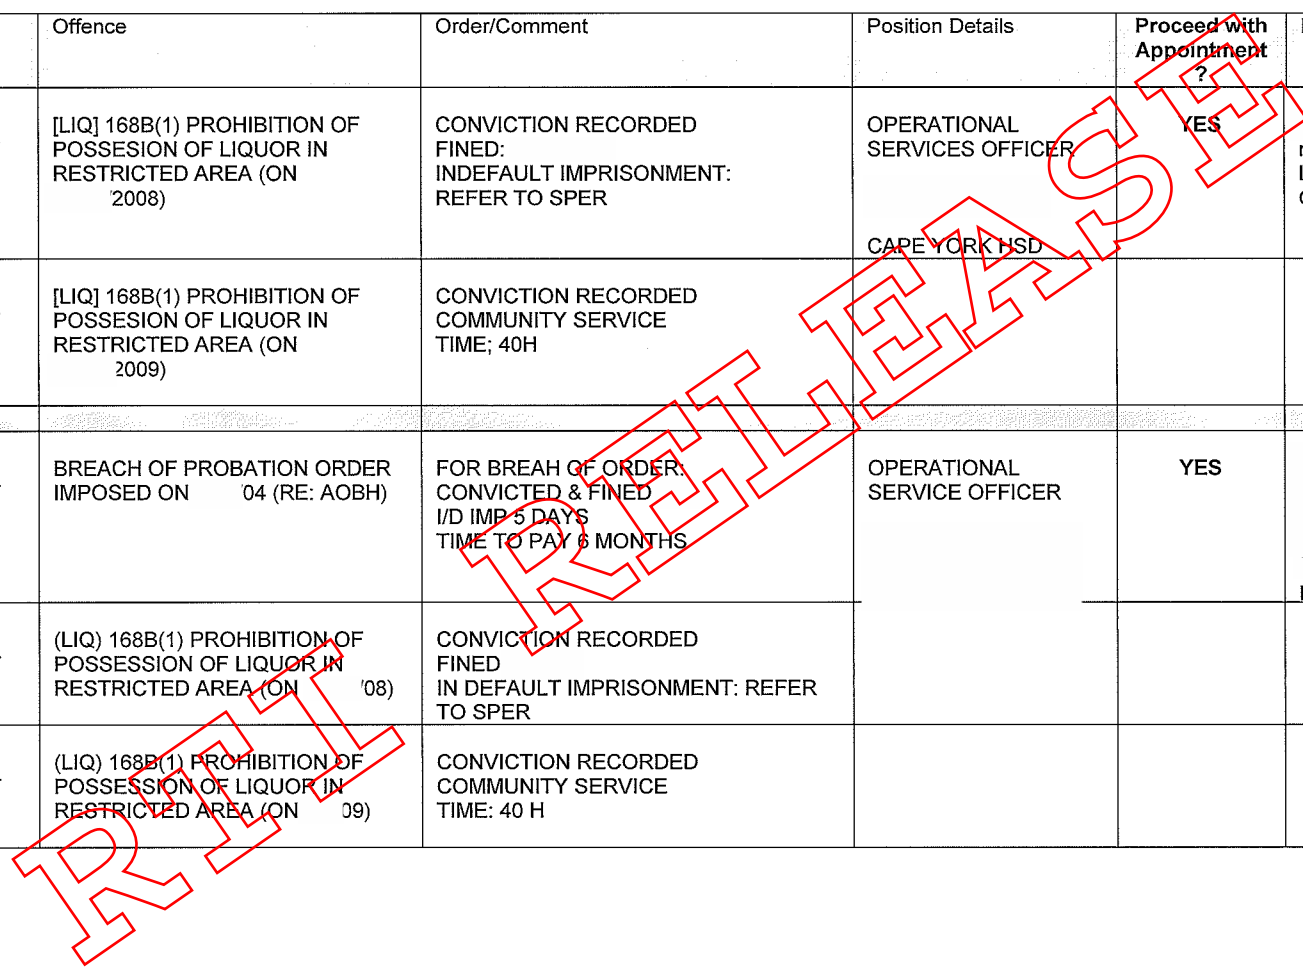 Offence
Order/Comment
Position Details
Proceed with
Appointment
?
[LIQ] 168B(1) PROHIBITION OF
POSSESION OF LIQUOR IN
RESTRICTED AREA (ON
2008)
CONVICTION RECORDED
FINED:
INDEFAULT IMPRISONMENT:
REFER TO SPER
OPERATIONAL
SERVICES OFFICER
CAPE YORK HSD
YES
[LIQ] 168B(1) PROHIBITION OF
POSSESION OF LIQUOR IN
RESTRICTED AREA (ON
2009)
CONVICTION RECORDED
COMMUNITY SERVICE
TIME; 40H
BREACH OF PROBATION ORDER
IMPOSED ON '04 (RE: AOBH)
FOR BREAH OF ORDER:
CONVICTED & FINED
I/D IMP 5 DAYS
TIME TO PAY 6 MONTHS
OPERATIONAL
SERVICE OFFICER
YES
(LIQ) 168B(1) PROHIBITION OF
POSSESSION OF LIQUOR IN
RESTRICTED AREA (ON '08)
CONVICTION RECORDED
FINED
IN DEFAULT IMPRISONMENT: REFER
TO SPER
(LIQ) 168B(1) PROHIBITION OF
POSSESSION OF LIQUOR IN
RESTRICTED AREA (ON 09)
CONVICTION RECORDED
COMMUNITY SERVICE
TIME: 40 H
RTI RELEASE